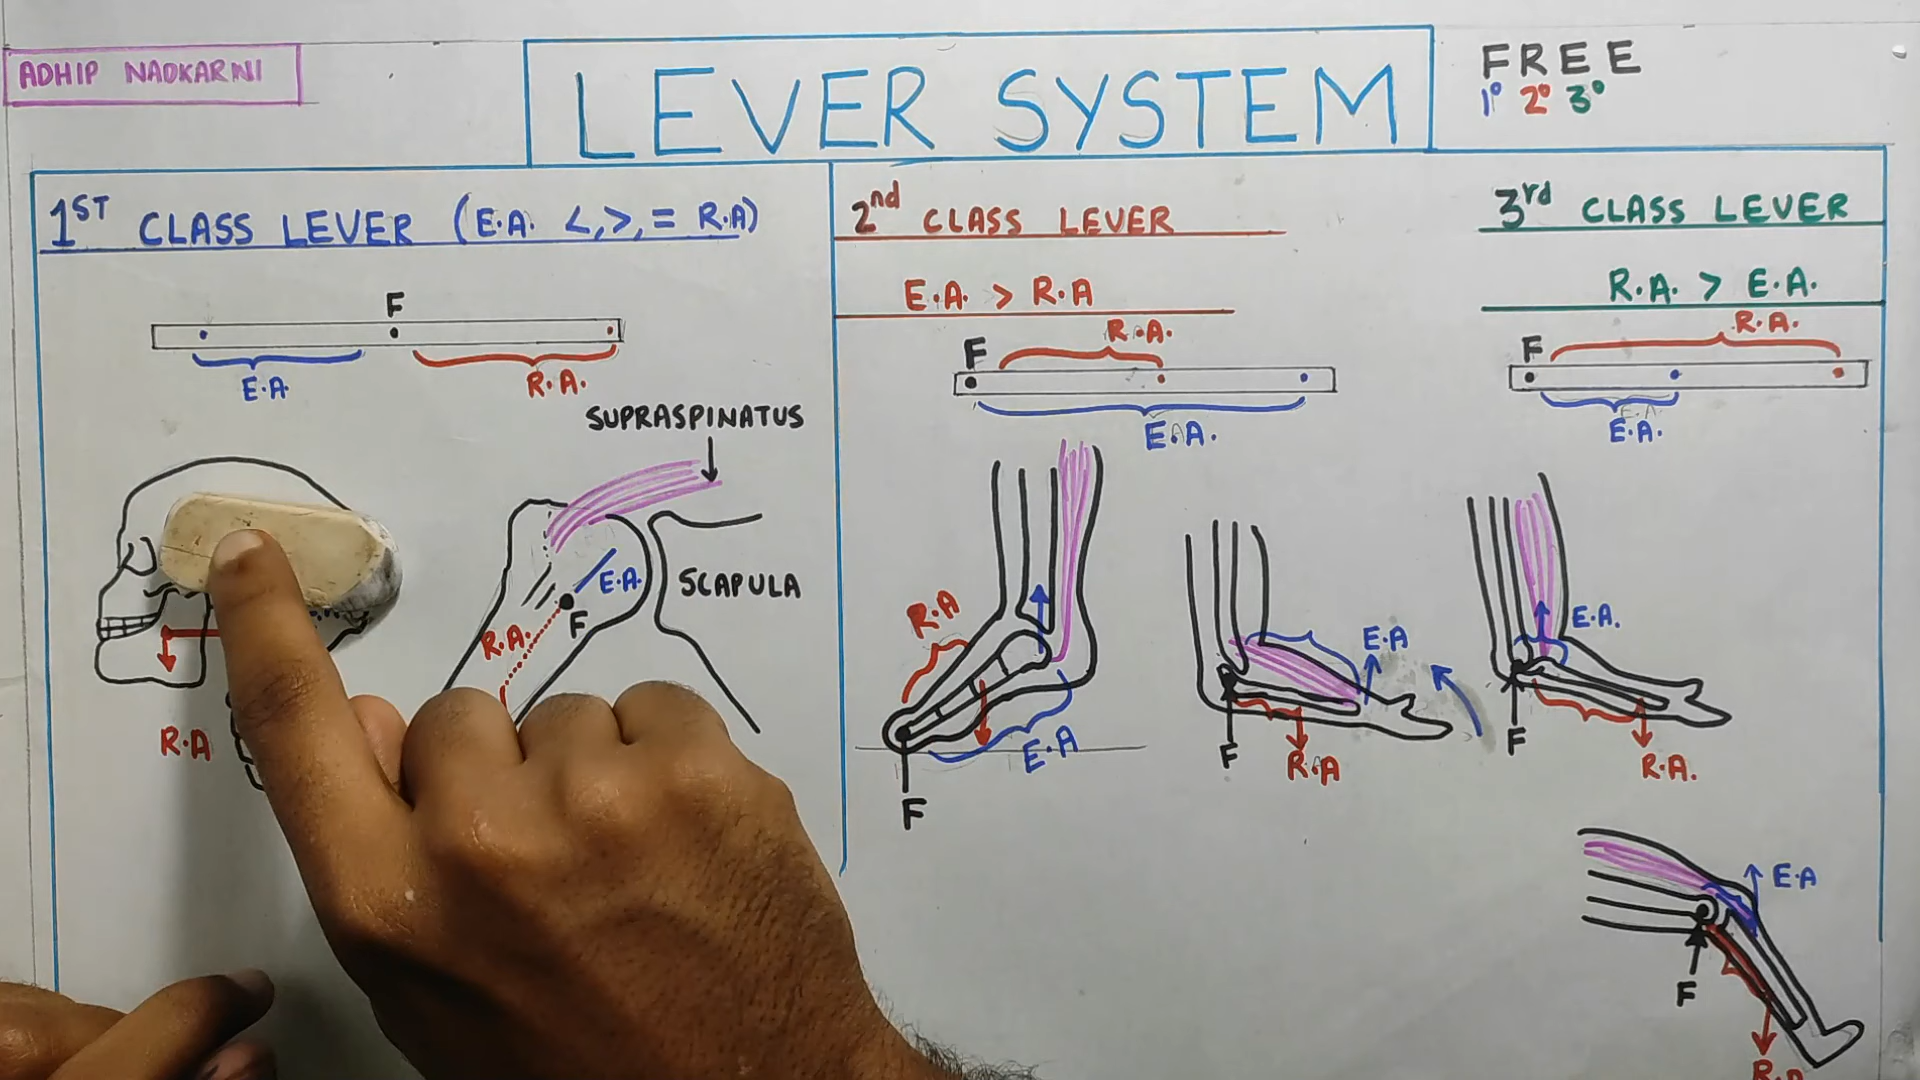 ADHIP NADKARNI
LEVER SYSTEM
FREE
1° 2° 3°
1ST CLASS LEVER (E.A. <,>,= R.A)
F
E.A
R.A.
SUPRASPINATUS
E.A.
SCAPULA
F
R.A.
R.A
2nd CLASS LEVER
E.A. > R.A
R.A.
F
E.A.
R.A
E.A
F
E.A
F
R.A
3rd CLASS LEVER
R.A. > E.A.
R.A.
F
E.A.
E.A.
F
R.A.
E.A
F